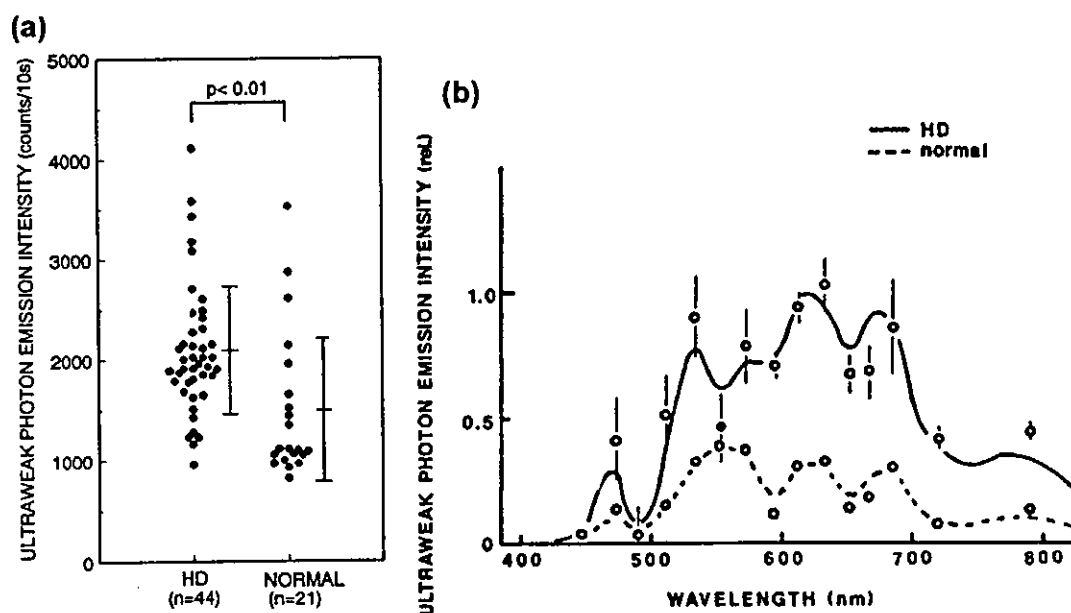 (a)
ULTRAWEAK PHOTON EMISSION INTENSITY (counts/10s)
5000
4000
3000
2000
1000
0
p< 0.01
HD
(n=44)
NORMAL
(n=21)
(b)
ULTRAWEAK PHOTON EMISSION INTENSITY (rel.)
HD
normal
1.0
0.5
0
400
500
600
700
800
WAVELENGTH (nm)